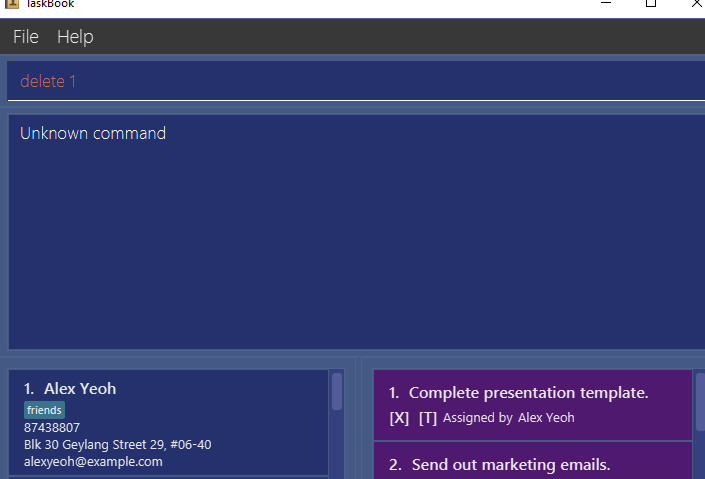 TaskBook
File Help
delete 1
Unknown command
1. Alex Yeoh
friends
87438807
Blk 30 Geylang Street 29, #06-40
alexyeoh@example.com
1. Complete presentation template.
[X] [T] Assigned by Alex Yeoh
2. Send out marketing emails.